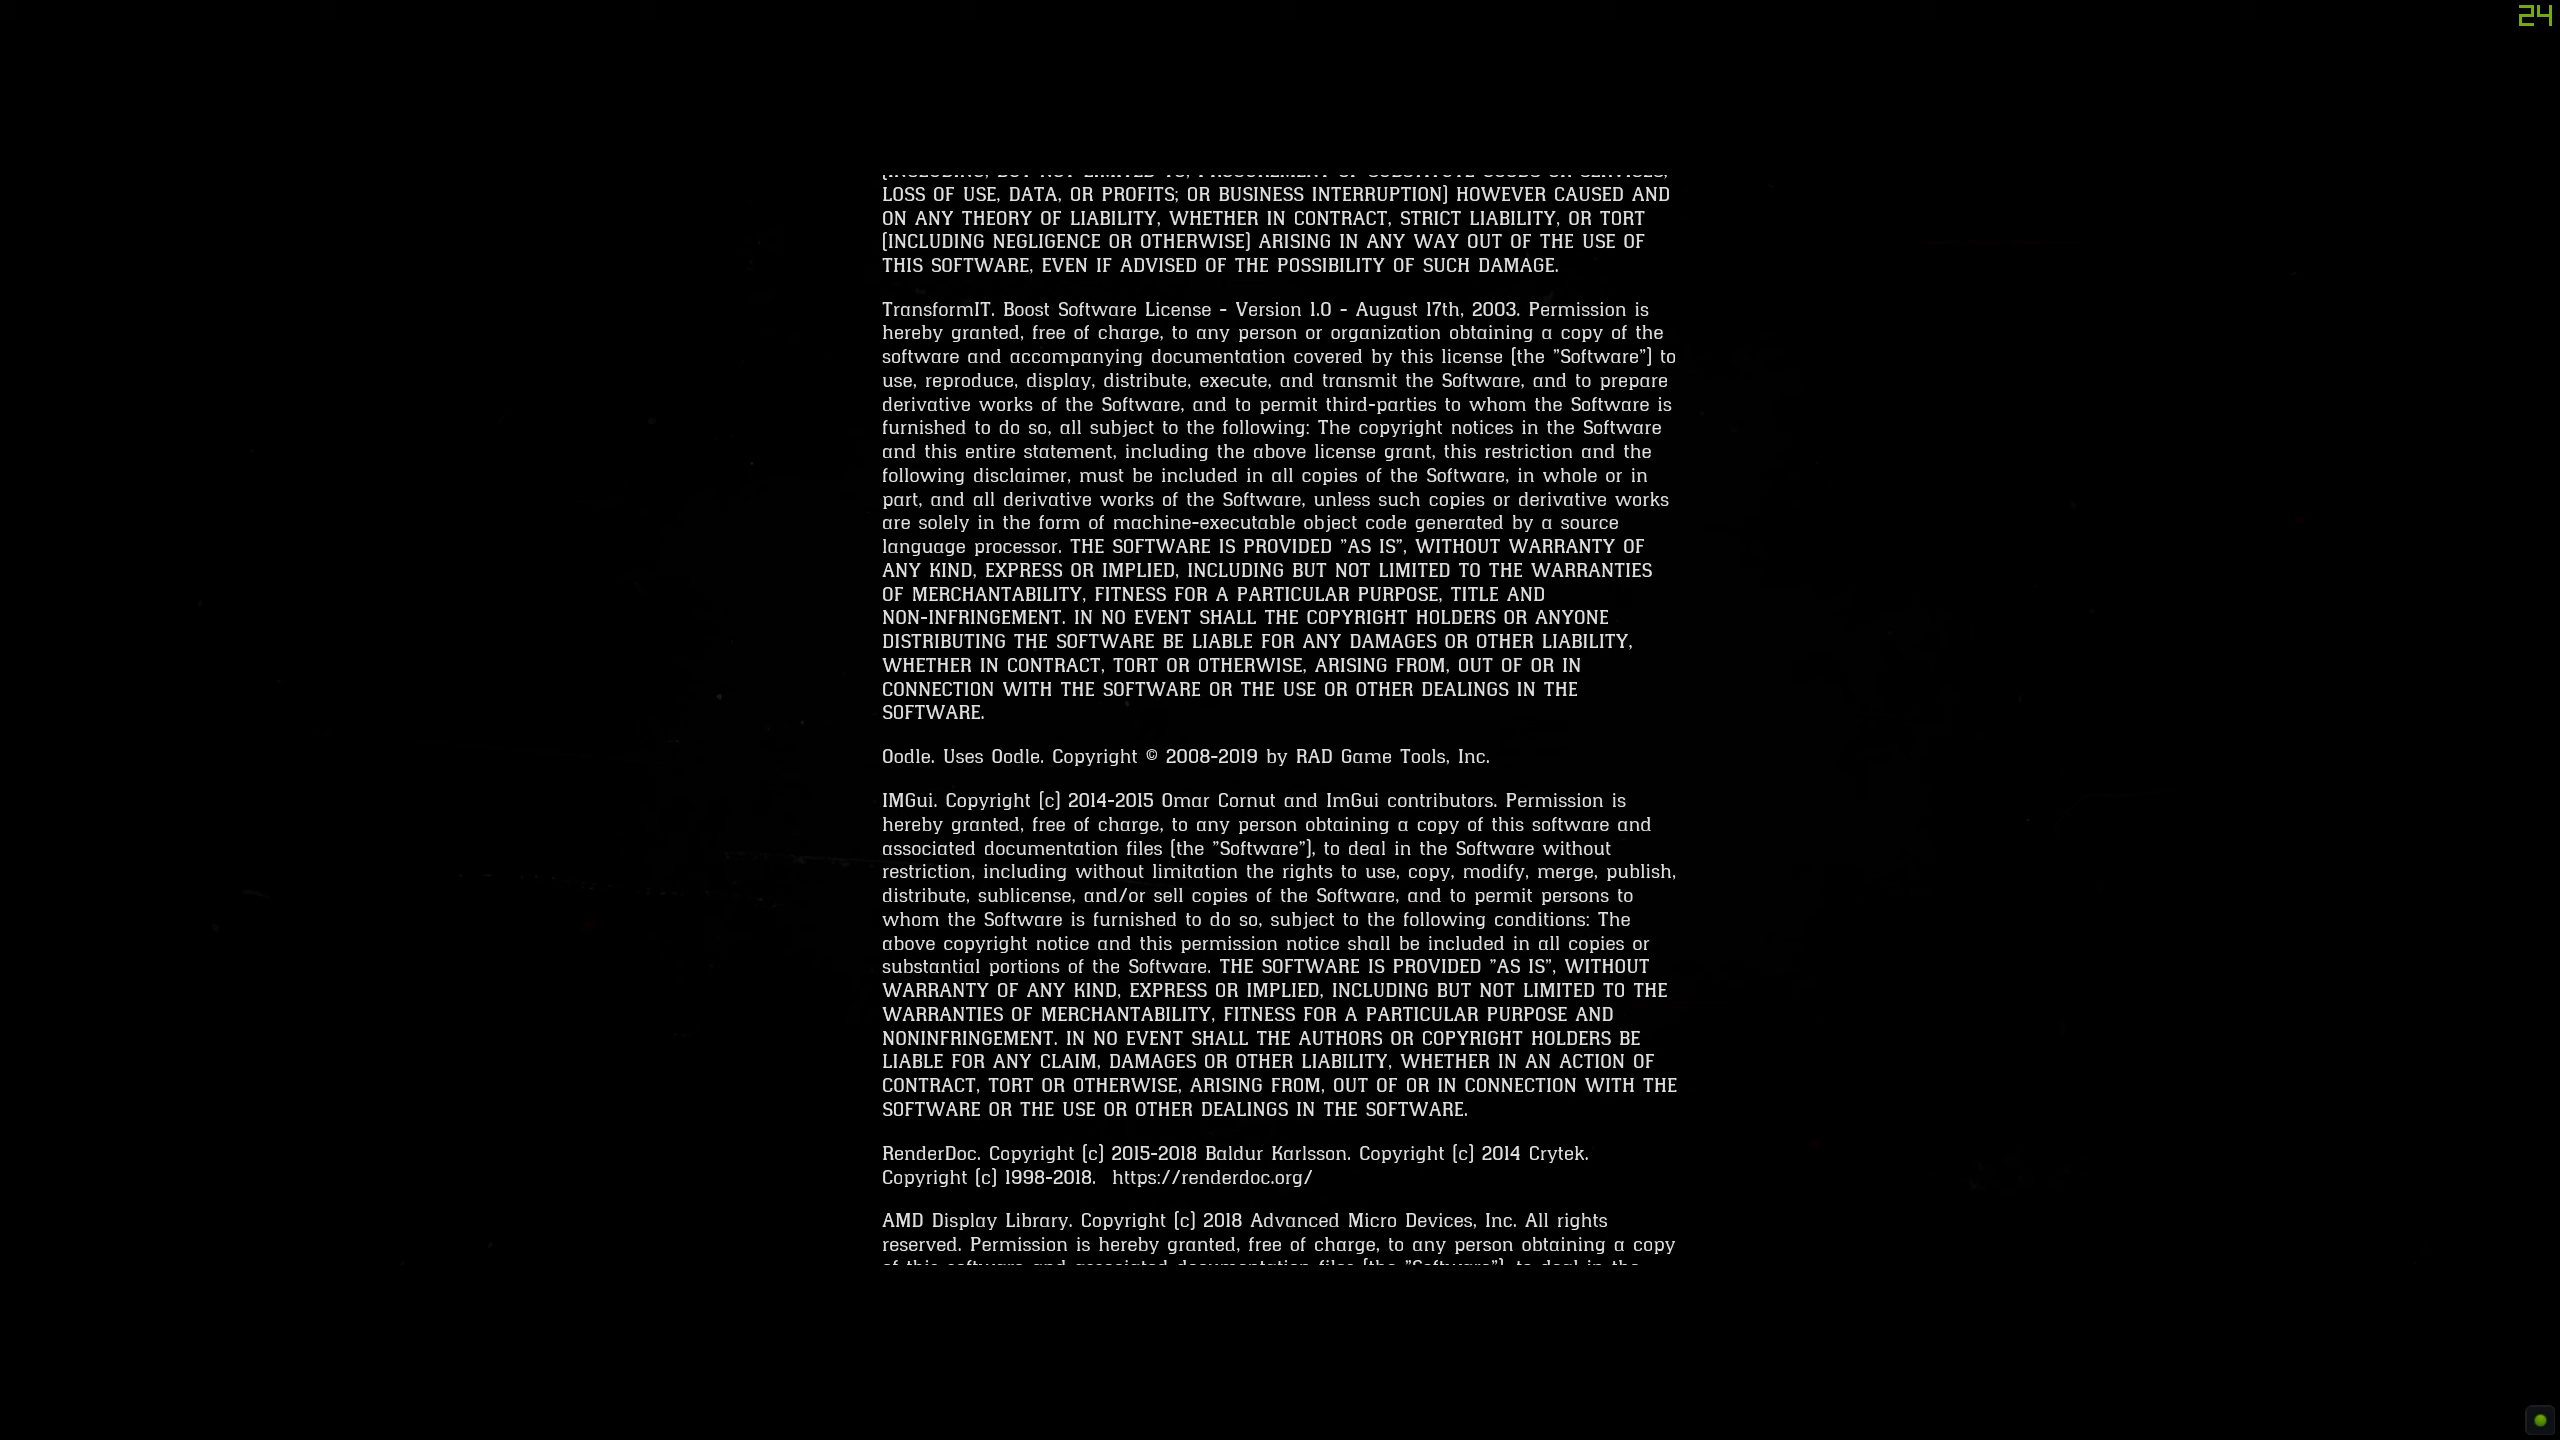 24
(INCLUDING, BUT NOT LIMITED TO, PROCUREMENT OF SUBSTITUTE GOODS OR SERVICES;
LOSS OF USE, DATA, OR PROFITS; OR BUSINESS INTERRUPTION) HOWEVER CAUSED AND
ON ANY THEORY OF LIABILITY, WHETHER IN CONTRACT, STRICT LIABILITY, OR TORT
(INCLUDING NEGLIGENCE OR OTHERWISE) ARISING IN ANY WAY OUT OF THE USE OF
THIS SOFTWARE, EVEN IF ADVISED OF THE POSSIBILITY OF SUCH DAMAGE.
TransformIT. Boost Software License - Version 1.0 - August 17th, 2003. Permission is
hereby granted, free of charge, to any person or organization obtaining a copy of the
software and accompanying documentation covered by this license (the "Software") to
use, reproduce, display, distribute, execute, and transmit the Software, and to prepare
derivative works of the Software, and to permit third-parties to whom the Software is
furnished to do so, all subject to the following: The copyright notices in the Software
and this entire statement, including the above license grant, this restriction and the
following disclaimer, must be included in all copies of the Software, in whole or in
part, and all derivative works of the Software, unless such copies or derivative works
are solely in the form of machine-executable object code generated by a source
language processor. THE SOFTWARE IS PROVIDED "AS IS", WITHOUT WARRANTY OF
ANY KIND, EXPRESS OR IMPLIED, INCLUDING BUT NOT LIMITED TO THE WARRANTIES
OF MERCHANTABILITY, FITNESS FOR A PARTICULAR PURPOSE, TITLE AND
NON-INFRINGEMENT. IN NO EVENT SHALL THE COPYRIGHT HOLDERS OR ANYONE
DISTRIBUTING THE SOFTWARE BE LIABLE FOR ANY DAMAGES OR OTHER LIABILITY,
WHETHER IN CONTRACT, TORT OR OTHERWISE, ARISING FROM, OUT OF OR IN
CONNECTION WITH THE SOFTWARE OR THE USE OR OTHER DEALINGS IN THE
SOFTWARE.
Oodle. Uses Oodle. Copyright © 2008-2019 by RAD Game Tools, Inc.
IMGui. Copyright (c) 2014-2015 Omar Cornut and ImGui contributors. Permission is
hereby granted, free of charge, to any person obtaining a copy of this software and
associated documentation files (the "Software"), to deal in the Software without
restriction, including without limitation the rights to use, copy, modify, merge, publish,
distribute, sublicense, and/or sell copies of the Software, and to permit persons to
whom the Software is furnished to do so, subject to the following conditions: The
above copyright notice and this permission notice shall be included in all copies or
substantial portions of the Software. THE SOFTWARE IS PROVIDED "AS IS", WITHOUT
WARRANTY OF ANY KIND, EXPRESS OR IMPLIED, INCLUDING BUT NOT LIMITED TO THE
WARRANTIES OF MERCHANTABILITY, FITNESS FOR A PARTICULAR PURPOSE AND
NONINFRINGEMENT. IN NO EVENT SHALL THE AUTHORS OR COPYRIGHT HOLDERS BE
LIABLE FOR ANY CLAIM, DAMAGES OR OTHER LIABILITY, WHETHER IN AN ACTION OF
CONTRACT, TORT OR OTHERWISE, ARISING FROM, OUT OF OR IN CONNECTION WITH THE
SOFTWARE OR THE USE OR OTHER DEALINGS IN THE SOFTWARE.
RenderDoc. Copyright (c) 2015-2018 Baldur Karlsson. Copyright (c) 2014 Crytek.
Copyright (c) 1998-2018. https://renderdoc.org/
AMD Display Library. Copyright (c) 2018 Advanced Micro Devices, Inc. All rights
reserved. Permission is hereby granted, free of charge, to any person obtaining a copy
of this software and associated documentation files (the "Software"), to deal in the